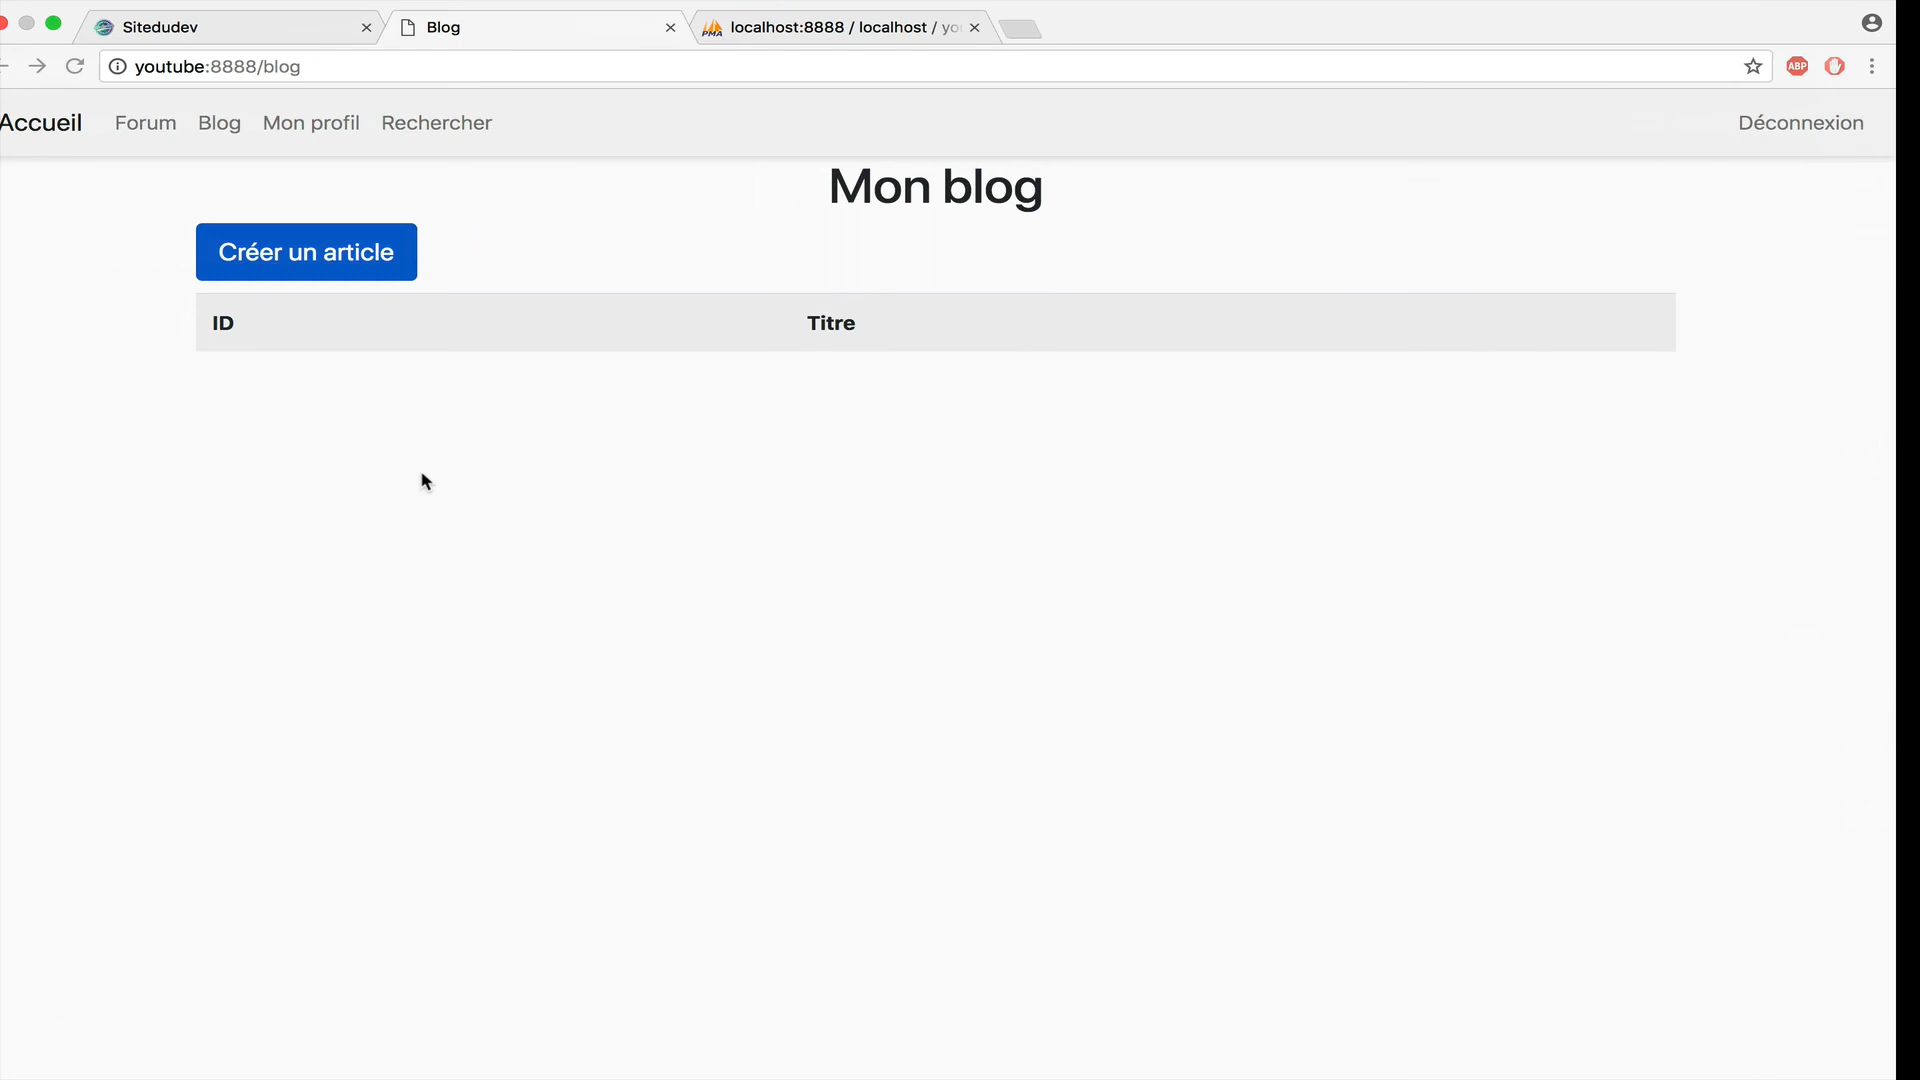 Sitedudev
Blog
localhost:8888 / localhost / yo
youtube:8888/blog
ABP
Accueil
Forum
Blog
Mon profil
Rechercher
Déconnexion
Mon blog
Créer un article
ID
Titre